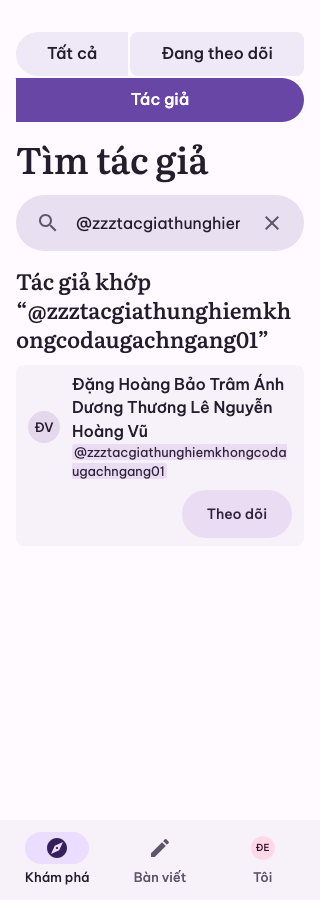 Tất cả
Đang theo dõi
Tác giả
Tìm tác giả
@zzztacgiathunghier
Tác giả khớp
“@zzztacgiathunghiemkh
ongcodaugachngang01”
Đặng Hoàng Bảo Trâm Ánh
Dương Thương Lê Nguyễn
Hoàng Vũ
ĐV
@zzztacgiathunghiemkhongcoda
ugachngang01
Theo dõi
Khám phá
Bàn viết
ĐE
Tôi